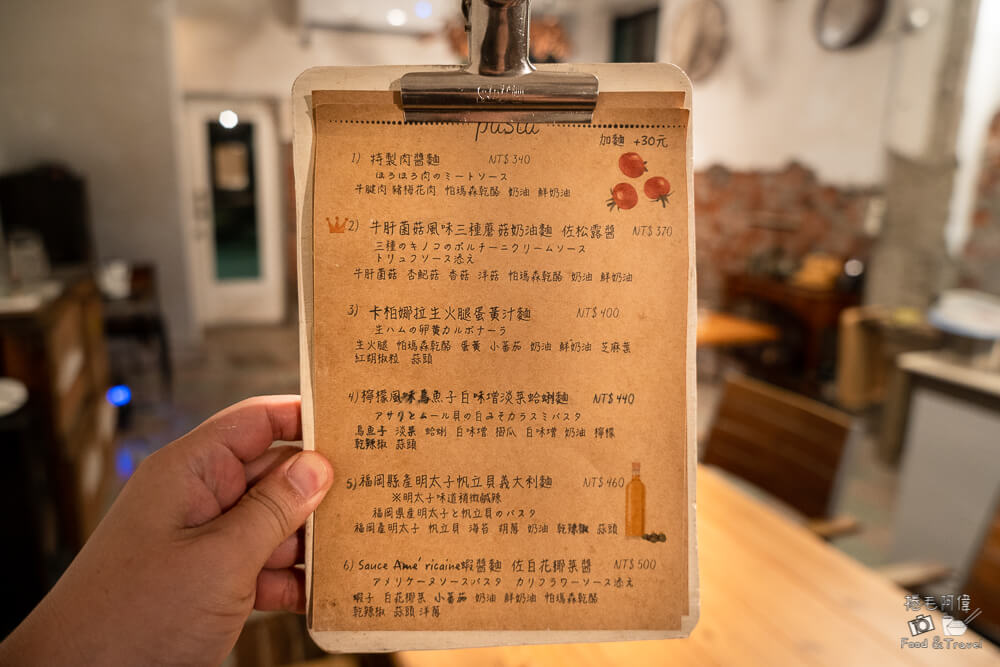 pasta
加麵 +30元
1) 特製肉醬麵 NT$ 340
ほろほろ肉のミートソース
牛腱肉 豬梅花肉 帕瑪森乾酪 奶油 鮮奶油
2) 牛肝菌菇風味三種蘑菇奶油麵 佐松露醬 NT$ 370
三種のキノコのポルチーニクリームソース
トリュフソース添え
牛肝菌菇 杏鮑菇 香菇 洋菇 帕瑪森乾酪 奶油 鮮奶油
3) 卡柏娜拉生火腿蛋黃汁麵 NT$ 400
生ハムの卵黄カルボナーラ
生火腿 帕瑪森乾酪 蛋黃 小蕃茄 奶油 鮮奶油 芝麻葉
紅胡椒粒 蒜頭
4) 檸檬風味烏魚子白味增淡菜蛤蜊麵 NT$ 440
アサリとムール貝の白みそカラスミパスタ
烏魚子 淡菜 蛤蜊 白味增 櫛瓜 白味增 奶油 檸檬
乾辣椒 蒜頭
5) 福岡縣產明太子帆立貝義大利麵 NT$ 460
※明太子味道稍微鹹辣
福岡県産明太子と帆立貝のパスタ
福岡產明太子 帆立貝 海苔 胡蔥 奶油 乾辣椒 蒜頭
6) Sauce Ame'ricaine蝦醬麵 佐白花椰菜醬 NT$ 500
アメリケーヌソースパスタ カリフラワーソース添え
蝦子 白花椰菜 小蕃茄 奶油 鮮奶油 帕瑪森乾酪
乾辣椒 蒜頭 洋蔥
捲毛阿偉
Food & Travel